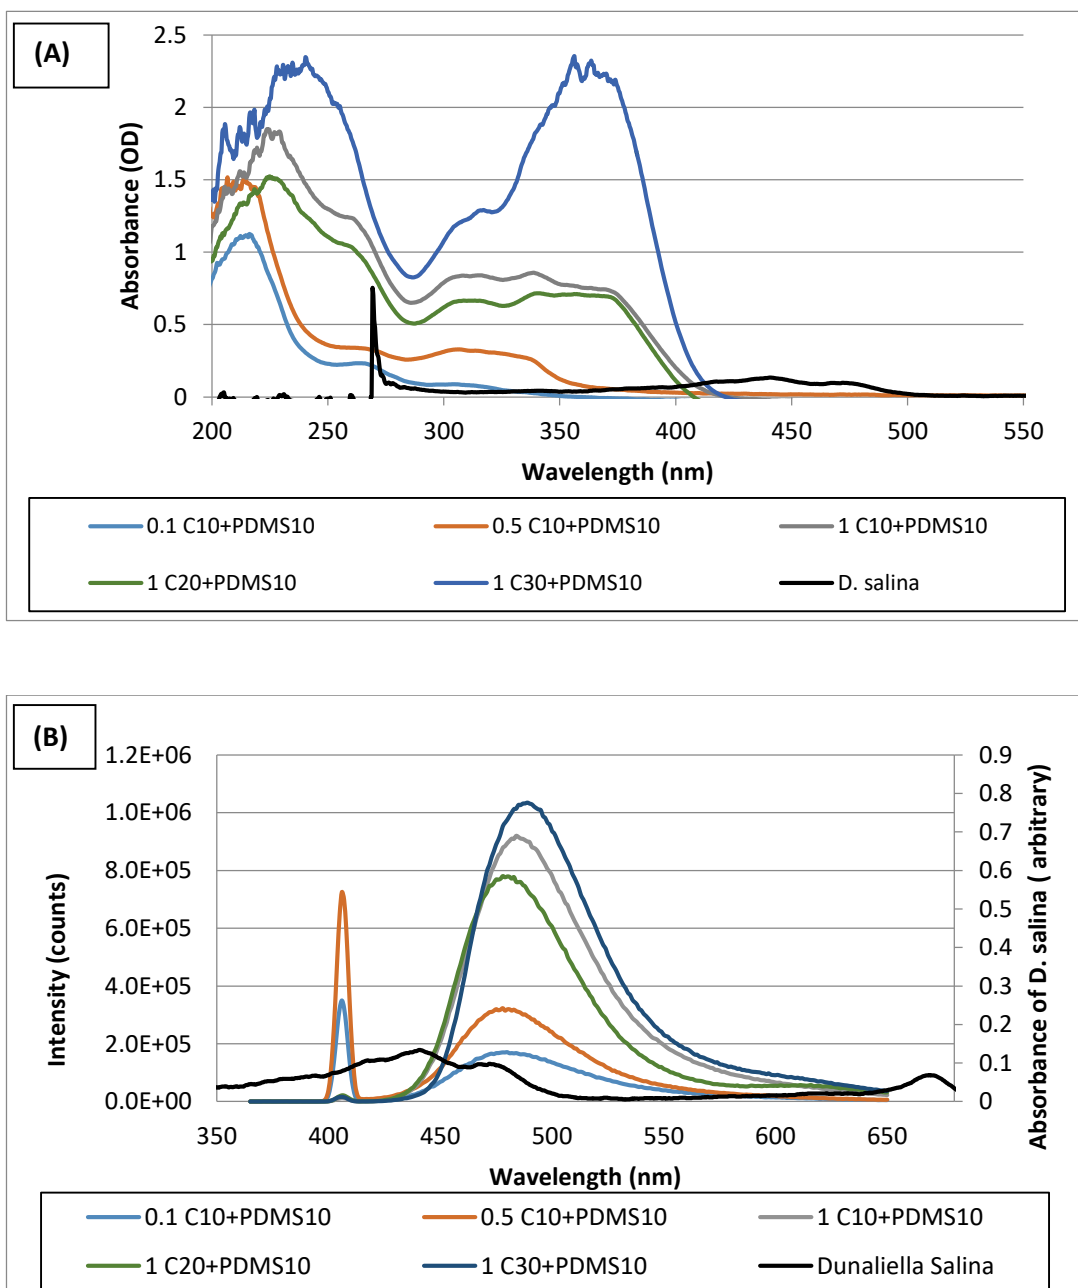 (A)
2.5
2
1.5
1
0.5
0
Absorbance (OD)
200 250 300 350 400 450 500 550
Wavelength (nm)
0.1 C10+PDMS10 0.5 C10+PDMS10 1 C10+PDMS10
1 C20+PDMS10 1 C30+PDMS10 D. salina
(B)
1.2E+06 0.9
1.0E+06 0.8
8.0E+05 0.7
6.0E+05 0.6
4.0E+05 0.5
2.0E+05 0.4
0.0E+00 0.3
0.2
0.1
0
Intensity (counts)
Absorbance of D. salina ( arbitrary)
350 400 450 500 550 600 650
Wavelength (nm)
0.1 C10+PDMS10 0.5 C10+PDMS10 1 C10+PDMS10
1 C20+PDMS10 1 C30+PDMS10 Dunaliella Salina